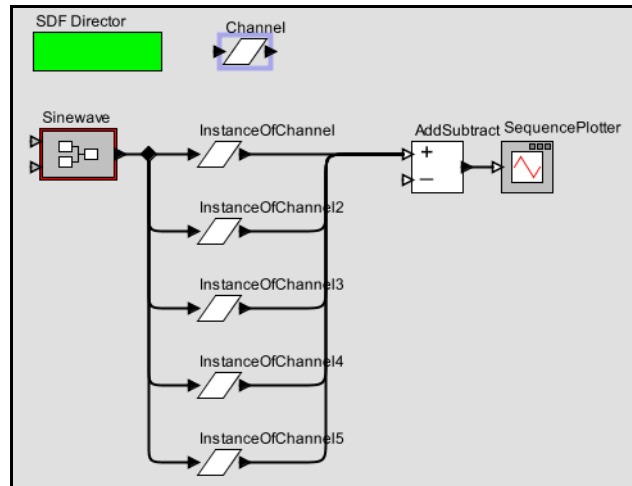 SDF Director
Channel
Sinewave
InstanceOfChannel
AddSubtract
SequencePlotter
InstanceOfChannel2
InstanceOfChannel3
InstanceOfChannel4
InstanceOfChannel5